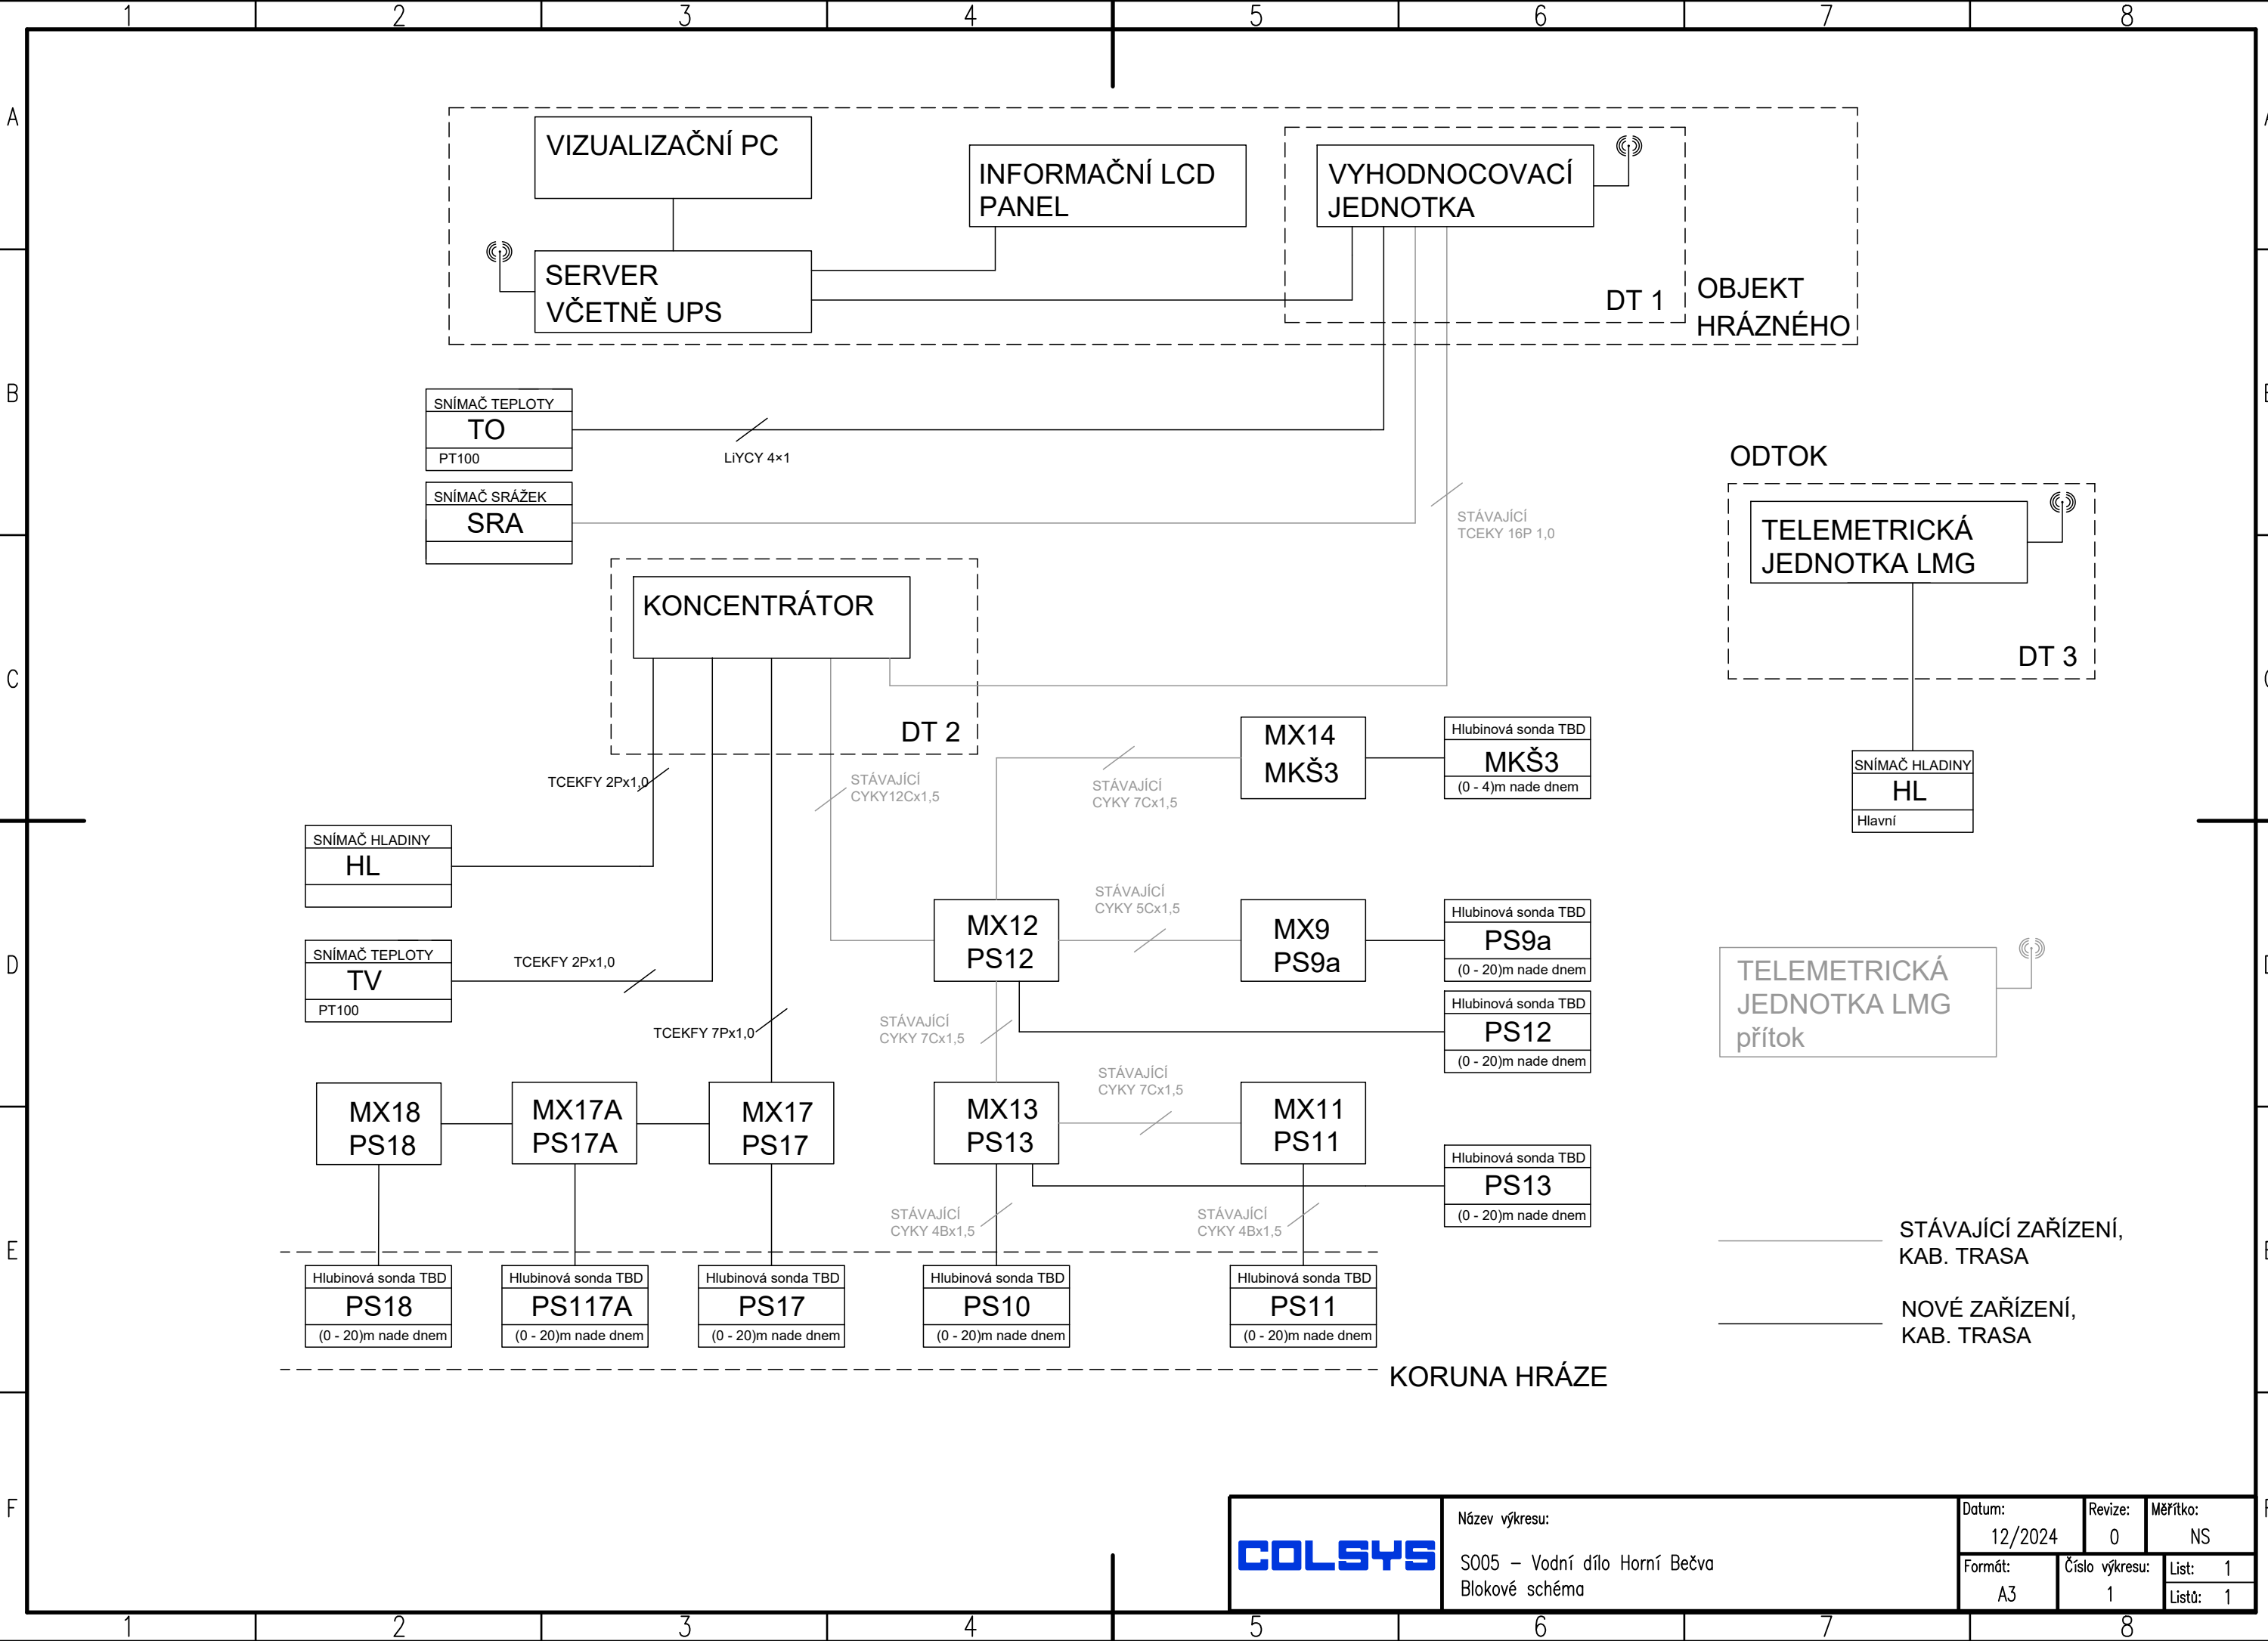 1 2 3 4 5 6 7 8
A
VIZUALIZAČNÍ PC
INFORMAČNÍ LCD
PANEL
VYHODNOCOVACÍ
JEDNOTKA
SERVER
VČETNĚ UPS
DT 1
OBJEKT
HRÁZNÉHO
B
SNÍMAČ TEPLOTY
TO
PT100
LiYCY 4×1
SNÍMAČ SRÁŽEK
SRA
STÁVAJÍCÍ
TCEKY 16P 1,0
ODTOK
TELEMETRICKÁ
JEDNOTKA LMG
DT 3
KONCENTRÁTOR
DT 2
C
TCEKFY 2Px1,0
STÁVAJÍCÍ
CYKY12Cx1,5
STÁVAJÍCÍ
CYKY 7Cx1,5
MX14
MKŠ3
Hlubinová sonda TBD
MKŠ3
(0 - 4)m nade dnem
SNÍMAČ HLADINY
HL
Hlavní
SNÍMAČ HLADINY
HL
D
SNÍMAČ TEPLOTY
TV
PT100
TCEKFY 2Px1,0
TCEKFY 7Px1,0
MX12
PS12
STÁVAJÍCÍ
CYKY 5Cx1,5
MX9
PS9a
Hlubinová sonda TBD
PS9a
(0 - 20)m nade dnem
Hlubinová sonda TBD
PS12
(0 - 20)m nade dnem
TELEMETRICKÁ
JEDNOTKA LMG
přítok
STÁVAJÍCÍ
CYKY 7Cx1,5
STÁVAJÍCÍ
CYKY 7Cx1,5
MX18
PS18
MX17A
PS17A
MX17
PS17
MX13
PS13
MX11
PS11
Hlubinová sonda TBD
PS13
(0 - 20)m nade dnem
E
STÁVAJÍCÍ
CYKY 4Bx1,5
STÁVAJÍCÍ
CYKY 4Bx1,5
STÁVAJÍCÍ ZAŘÍZENÍ,
KAB. TRASA
NOVÉ ZAŘÍZENÍ,
KAB. TRASA
Hlubinová sonda TBD
PS18
(0 - 20)m nade dnem
Hlubinová sonda TBD
PS117A
(0 - 20)m nade dnem
Hlubinová sonda TBD
PS17
(0 - 20)m nade dnem
Hlubinová sonda TBD
PS10
(0 - 20)m nade dnem
Hlubinová sonda TBD
PS11
(0 - 20)m nade dnem
KORUNA HRÁZE
F
COLSYS
Název výkresu:
SO05 – Vodní dílo Horní Bečva
Blokové schéma
Datum:
12/2024
Revize:
0
Měřítko:
NS
Formát:
A3
Číslo výkresu:
1
List: 1
Listů: 1
1 2 3 4 5 6 7 8